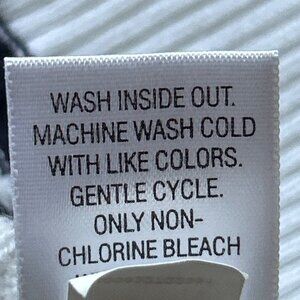 WASH INSIDE OUT.
MACHINE WASH COLD
WITH LIKE COLORS.
GENTLE CYCLE.
ONLY NON-
CHLORINE BLEACH